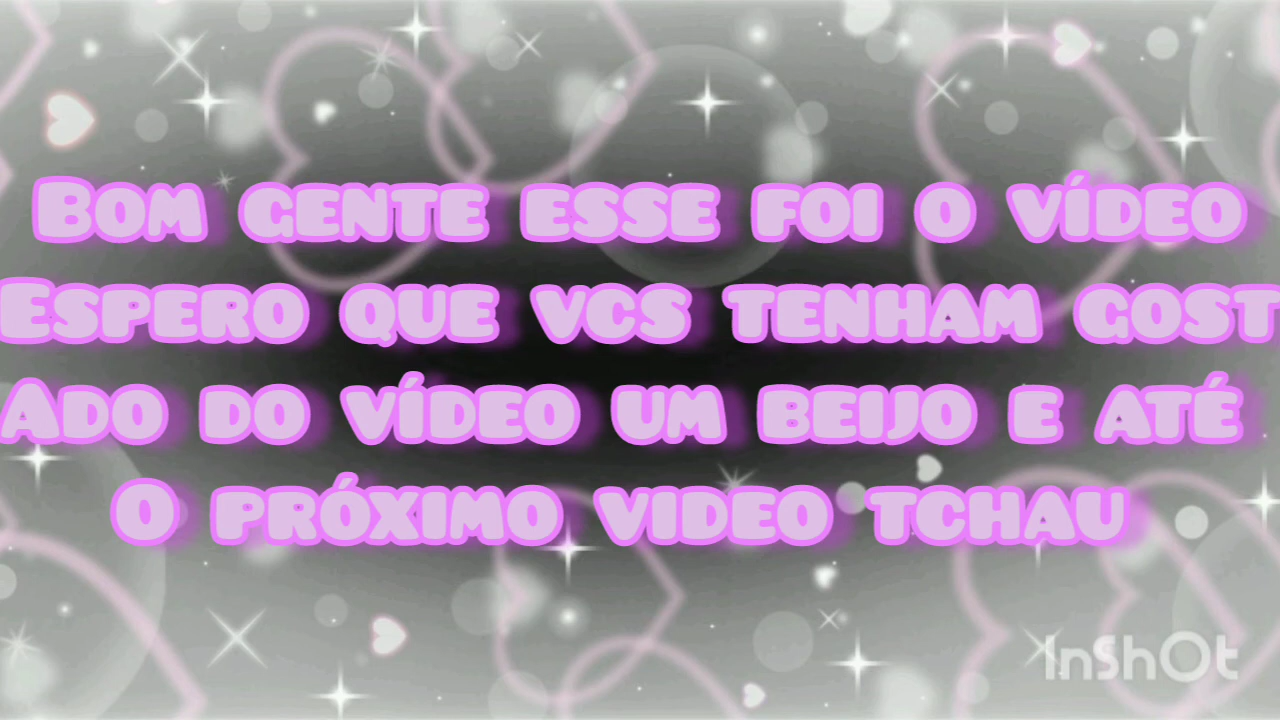 Bom gente esse foi o vídeo
Espero que vcs tenham gost
Ado do vídeo um beijo e até
O próximo video tchau
InShOt